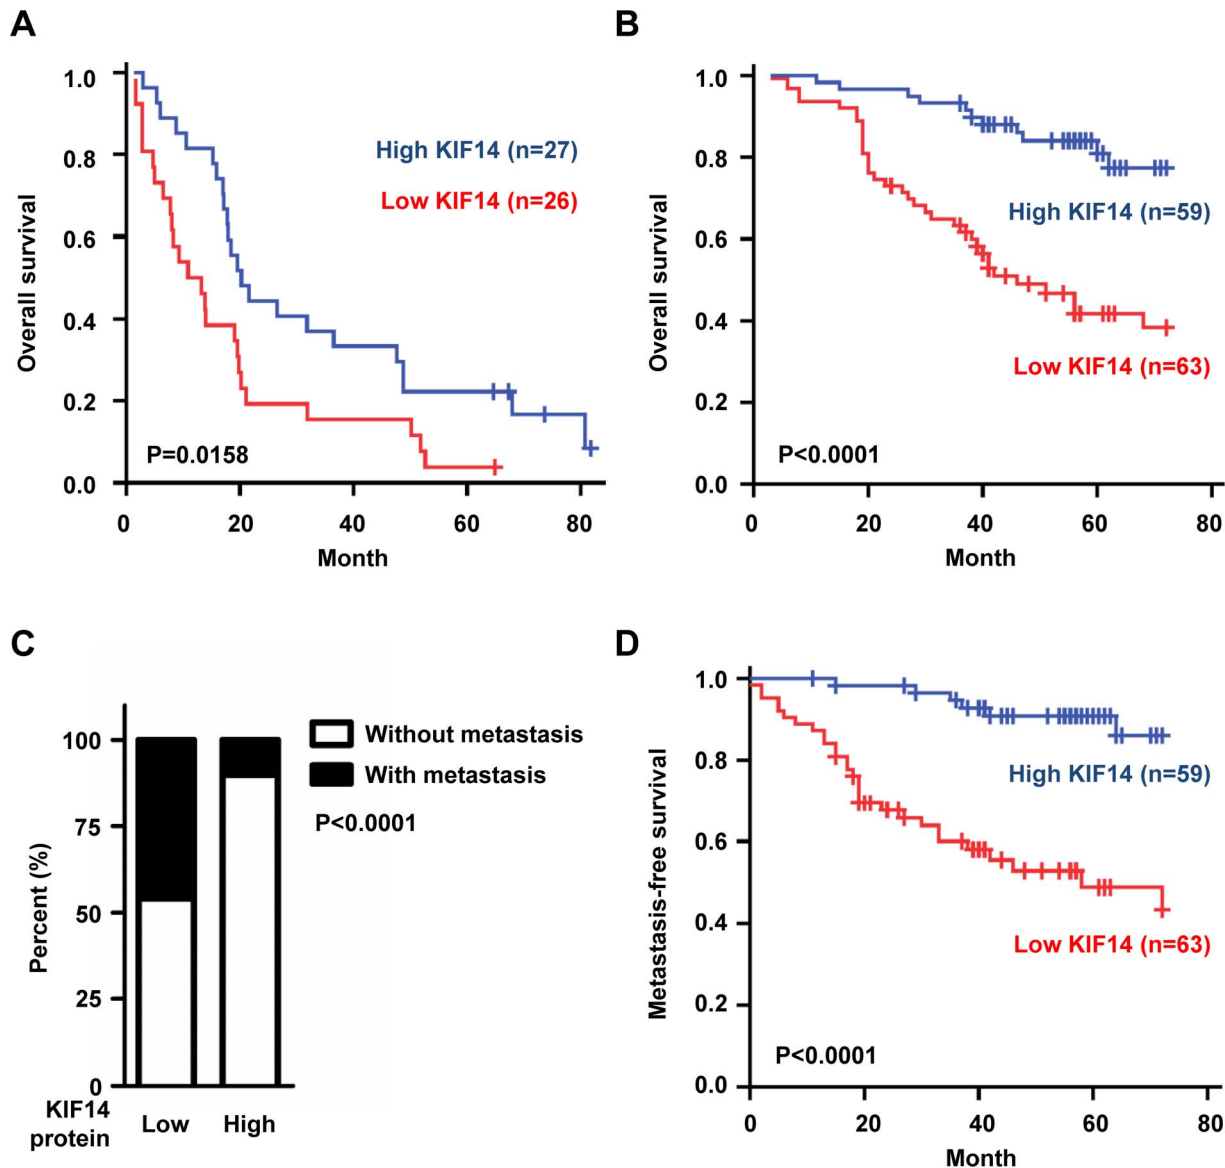 A
1.0
0.8
0.6
0.4
0.2
0.0
Overall survival
High KIF14 (n=27)
Low KIF14 (n=26)
P=0.0158
0 20 40 60 80
Month
B
1.0
0.8
0.6
0.4
0.2
0.0
Overall survival
High KIF14 (n=59)
Low KIF14 (n=63)
P<0.0001
0 20 40 60 80
Month
C
100
75
50
25
0
Percent (%)
Without metastasis
With metastasis
P<0.0001
KIF14
protein
Low High
D
1.0
0.8
0.6
0.4
0.2
0.0
Metastasis-free survival
High KIF14 (n=59)
Low KIF14 (n=63)
P<0.0001
0 20 40 60 80
Month